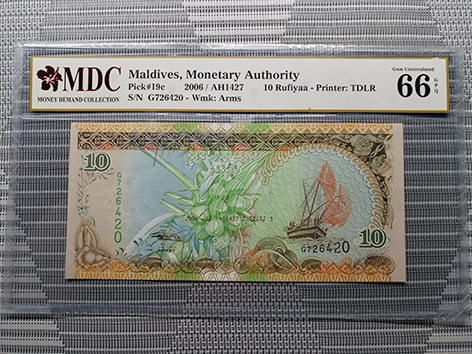 MDC
MONEY DEMAND COLLECTION
Maldives, Monetary Authority
Pick#19c 2006 / AH1427 10 Rufiyaa - Printer: TDLR
S/N G726420 - Wmk: Arms
Gem Uncirculated
66 GPQ
10
G726420
G726420
10